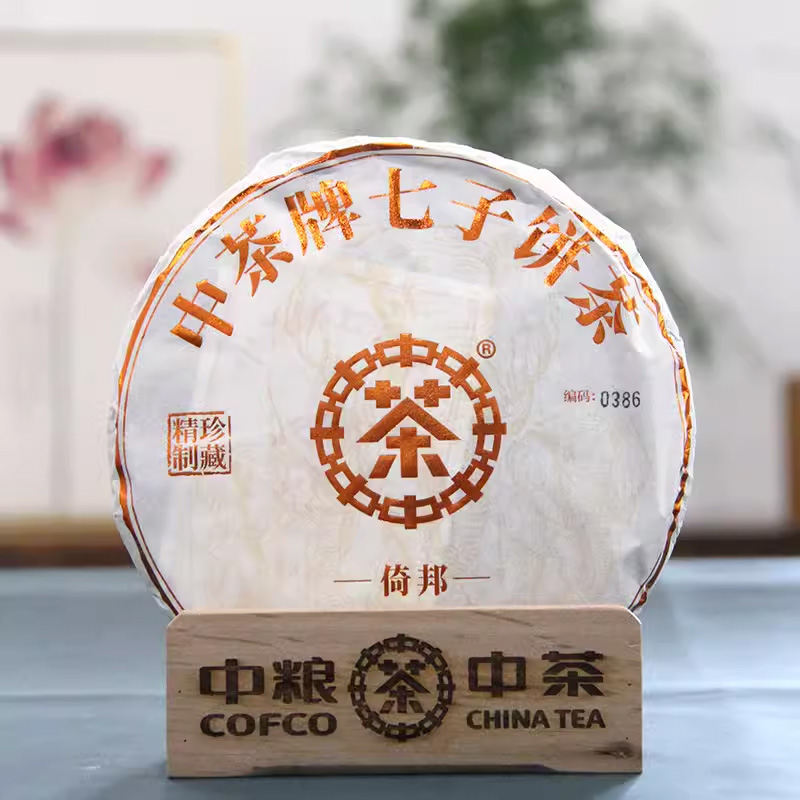 中茶牌七子饼茶
茶
®
编码: 0386
珍藏
精制
倚邦
中粮 茶 中茶
COFCO CHINA TEA